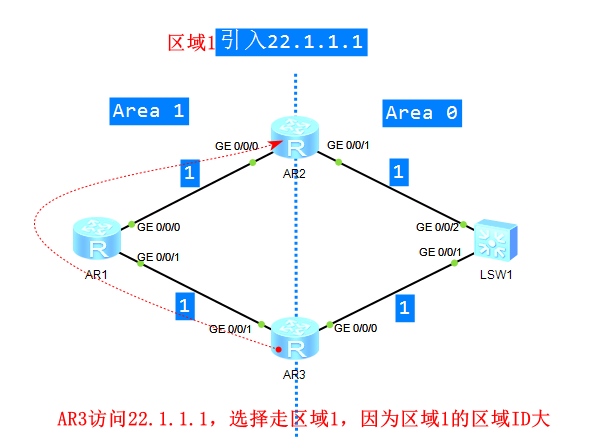 区域1引入22.1.1.1
Area 1
Area 0
GE 0/0/0
GE 0/0/1
AR2
1
1
GE 0/0/0
GE 0/0/2
GE 0/0/1
GE 0/0/1
AR1
LSW1
1
1
GE 0/0/1
GE 0/0/0
AR3
AR3访问22.1.1.1，选择走区域1，因为区域1的区域ID大